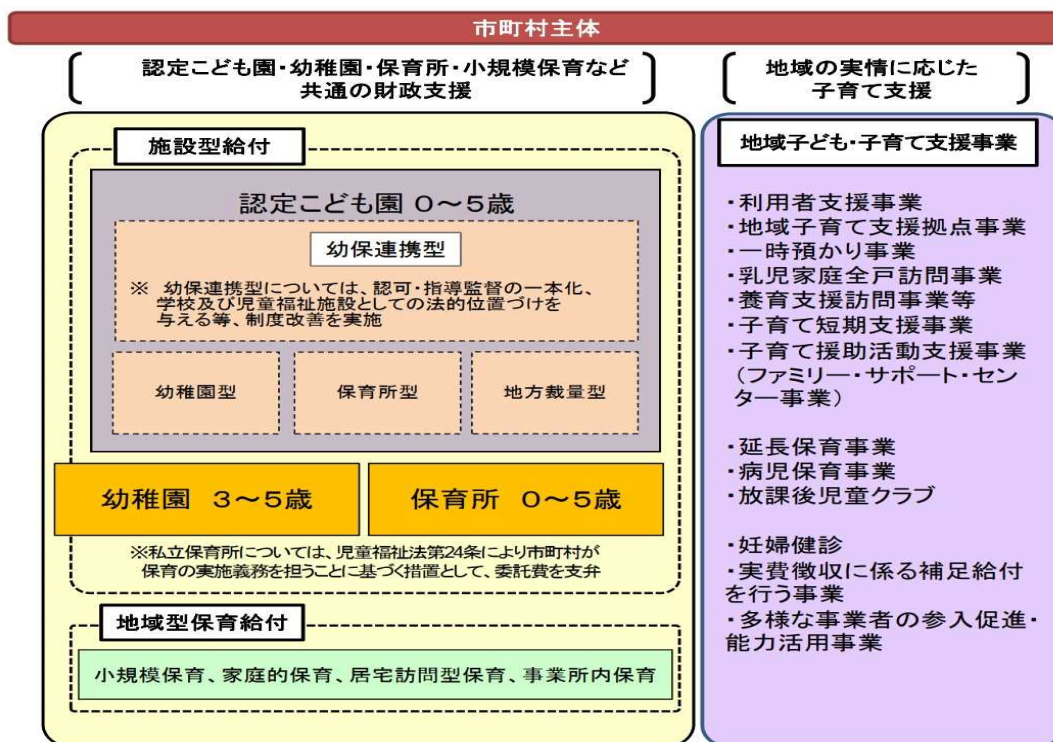 市町村主体
認定こども園・幼稚園・保育所・小規模保育など
共通の財政支援
施設型給付
認定こども園 0~5歳
幼保連携型
※ 幼保連携型については、認可・指導監督の一本化、
学校及び児童福祉施設としての法的位置づけを
与える等、制度改善を実施
幼稚園型
保育所型
地方裁量型
幼稚園 3~5歳
保育所 0~5歳
※私立保育所については、児童福祉法第24条により市町村が
保育の実施義務を担うことに基づく措置として、委託費を支弁
地域型保育給付
小規模保育、家庭的保育、居宅訪問型保育、事業所内保育
地域の実情に応じた
子育て支援
地域子ども・子育て支援事業
・利用者支援事業
・地域子育て支援拠点事業
・一時預かり事業
・乳児家庭全戸訪問事業
・養育支援訪問事業等
・子育て短期支援事業
・子育て援助活動支援事業
(ファミリー・サポート・セン
ター事業)
・延長保育事業
・病児保育事業
・放課後児童クラブ
・妊婦健診
・実費徴収に係る補足給付
を行う事業
・多様な事業者の参入促進・
能力活用事業